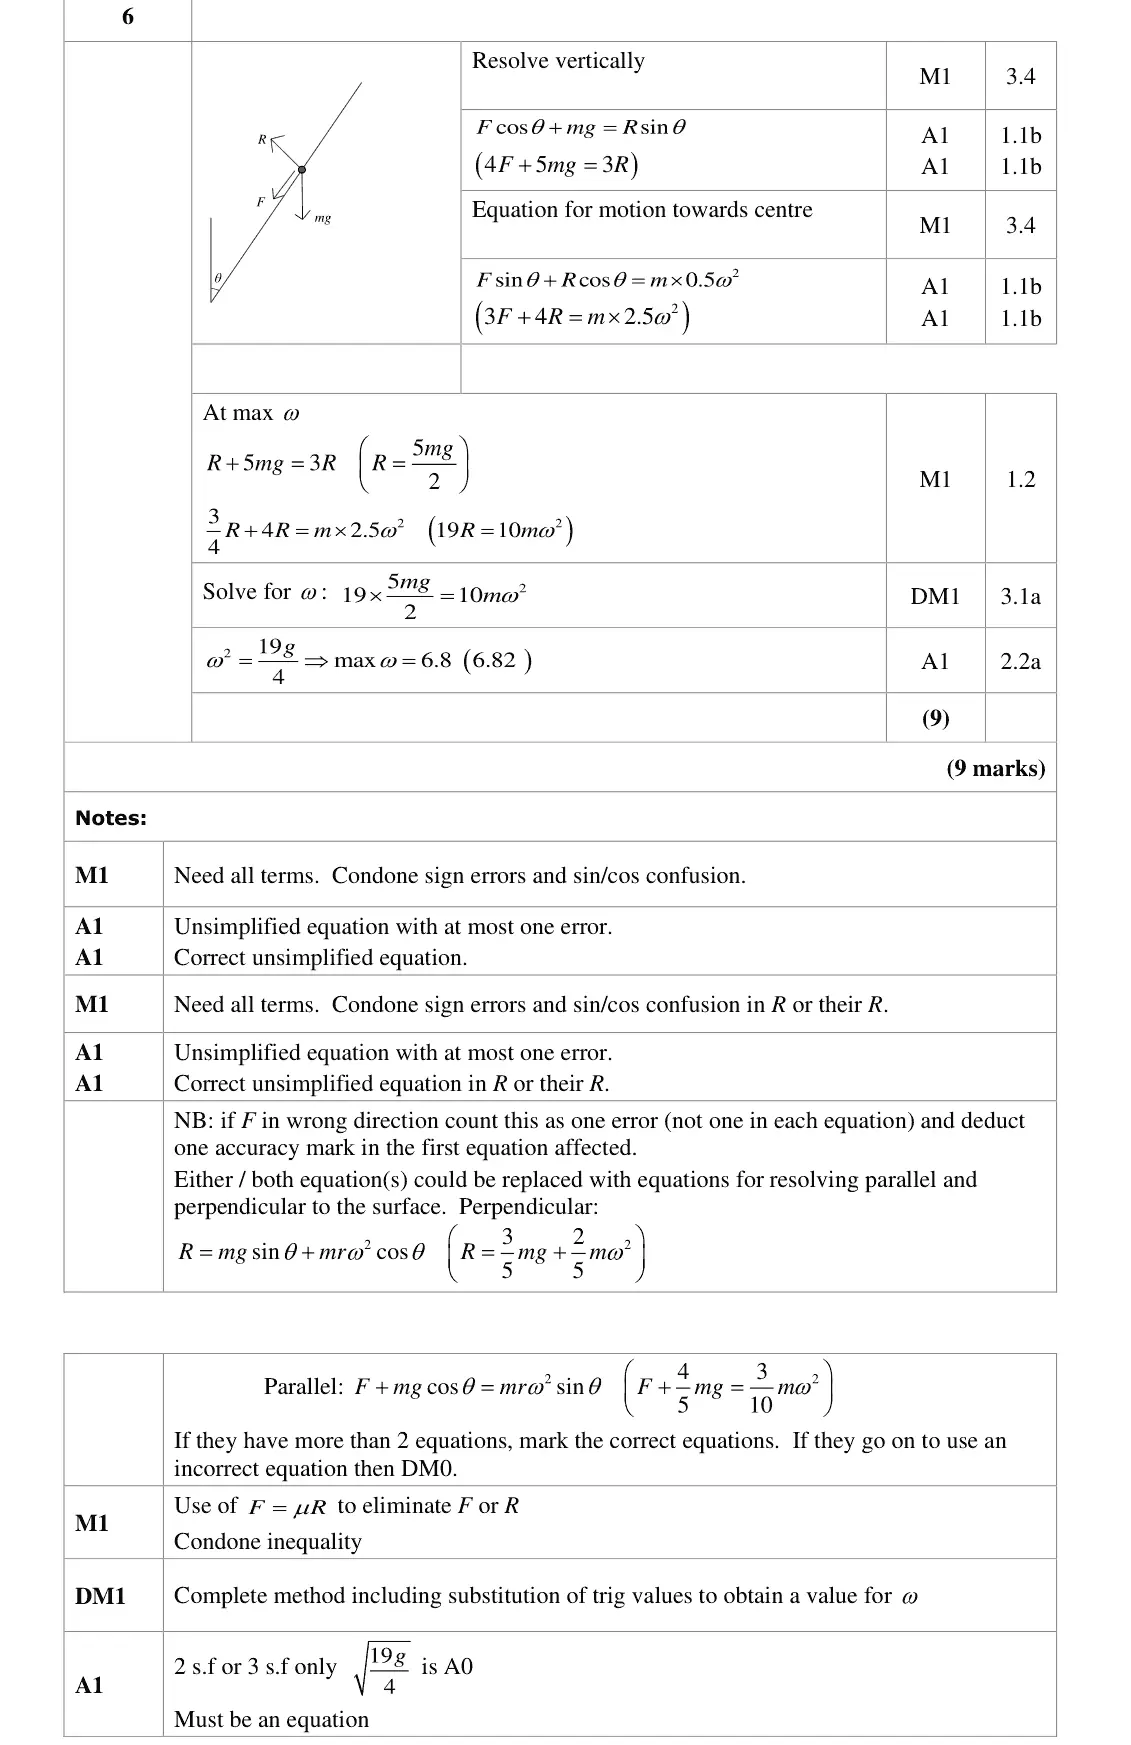 6
R
F
mg
θ
Resolve vertically
M1 3.4
F cos θ + mg = R sin θ
(4F + 5mg = 3R)
A1 1.1b
A1 1.1b
Equation for motion towards centre
M1 3.4
F sin θ + R cos θ = m × 0.5ω²
(3F + 4R = m × 2.5ω²)
A1 1.1b
A1 1.1b
At max ω
R + 5mg = 3R (R = 5mg/2)
3/4 R + 4R = m × 2.5ω² (19R = 10mω²)
M1 1.2
Solve for ω : 19 × 5mg/2 = 10mω²
DM1 3.1a
ω² = 19g/4 ⇒ max ω = 6.8 (6.82 )
A1 2.2a
(9)
(9 marks)
Notes:
M1 Need all terms. Condone sign errors and sin/cos confusion.
A1 Unsimplified equation with at most one error.
A1 Correct unsimplified equation.
M1 Need all terms. Condone sign errors and sin/cos confusion in R or their R.
A1 Unsimplified equation with at most one error.
A1 Correct unsimplified equation in R or their R.
NB: if F in wrong direction count this as one error (not one in each equation) and deduct
one accuracy mark in the first equation affected.
Either / both equation(s) could be replaced with equations for resolving parallel and
perpendicular to the surface. Perpendicular:
R = mg sin θ + mrω² cos θ (R = 3/5 mg + 2/5 mω²)
Parallel: F + mg cos θ = mrω² sin θ (F + 4/5 mg = 3/10 mω²)
If they have more than 2 equations, mark the correct equations. If they go on to use an
incorrect equation then DM0.
M1 Use of F = μR to eliminate F or R
Condone inequality
DM1 Complete method including substitution of trig values to obtain a value for ω
A1 2 s.f or 3 s.f only √(19g/4) is A0
Must be an equation